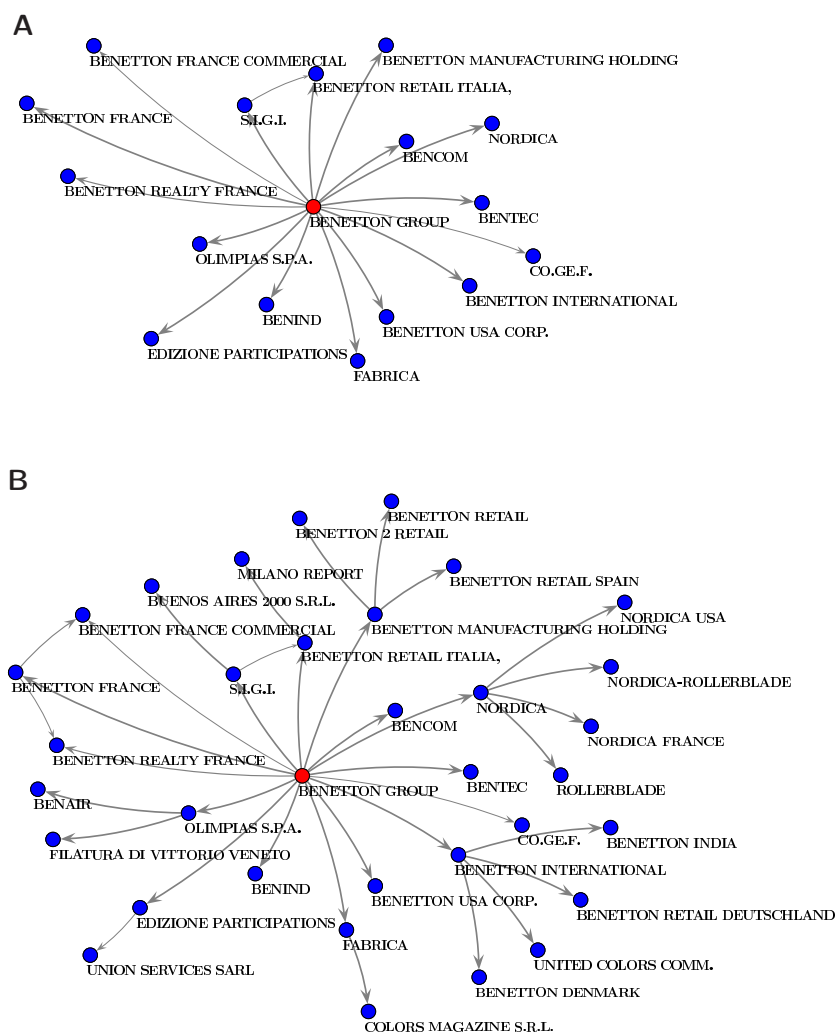 A
BENETTON FRANCE COMMERCIAL
BENETTON MANUFACTURING HOLDING
BENETTON RETAIL ITALIA,
BENETTON FRANCE
S.I.G.I.
NORDICA
BENCOM
BENETTON REALTY FRANCE
BENETTON GROUP
BENTEC
OLIMPIAS S.P.A.
CO.GE.F.
BENETTON INTERNATIONAL
BENIND
BENETTON USA CORP.
EDIZIONE PARTICIPATIONS
FABRICA
B
BENETTON RETAIL
BENETTON 2 RETAIL
MILANO REPORT
BENETTON RETAIL SPAIN
BUENOS AIRES 2000 S.R.L.
NORDICA USA
BENETTON FRANCE COMMERCIAL
BENETTON MANUFACTURING HOLDING
BENETTON RETAIL ITALIA,
BENETTON FRANCE
S.I.G.I.
NORDICA-ROLLERBLADE
NORDICA
BENCOM
NORDICA FRANCE
BENETTON REALTY FRANCE
BENETTON GROUP
BENTEC
ROLLERBLADE
BENAIR
OLIMPIAS S.P.A.
CO.GE.F.
BENETTON INDIA
FILATURA DI VITTORIO VENETO
BENETTON INTERNATIONAL
BENIND
BENETTON USA CORP.
BENETTON RETAIL DEUTSCHLAND
EDIZIONE PARTICIPATIONS
FABRICA
UNITED COLORS COMM.
UNION SERVICES SARL
BENETTON DENMARK
COLORS MAGAZINE S.R.L.